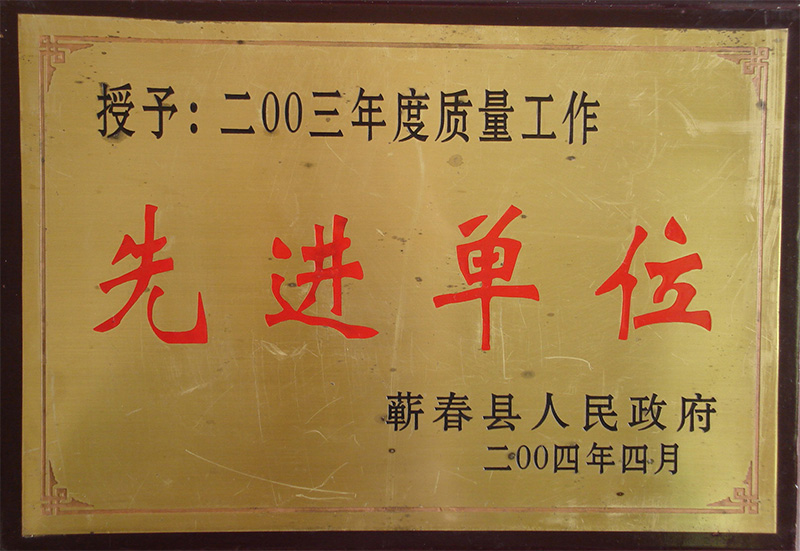 授予：二00三年度质量工作
先进单位
蕲春县人民政府
二00四年四月